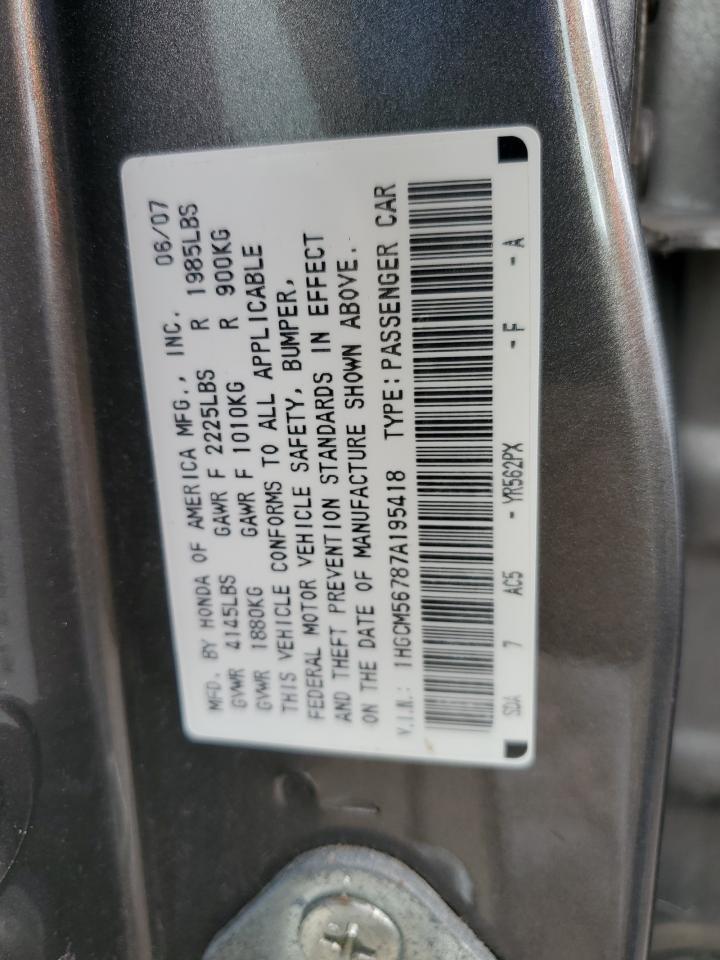 MFD. BY HONDA OF AMERICA MFG., INC. 06/07
GVWR 4145LBS GAWR F 2225LBS R 1985LBS
GVWR 1880KG GAWR F 1010KG R 900KG
THIS VEHICLE CONFORMS TO ALL APPLICABLE
FEDERAL MOTOR VEHICLE SAFETY, BUMPER,
AND THEFT PREVENTION STANDARDS IN EFFECT
ON THE DATE OF MANUFACTURE SHOWN ABOVE.
V.I.N.: 1HGCM56787A195418 TYPE: PASSENGER CAR
SDA 7 AC5 - YR562PX - F - A